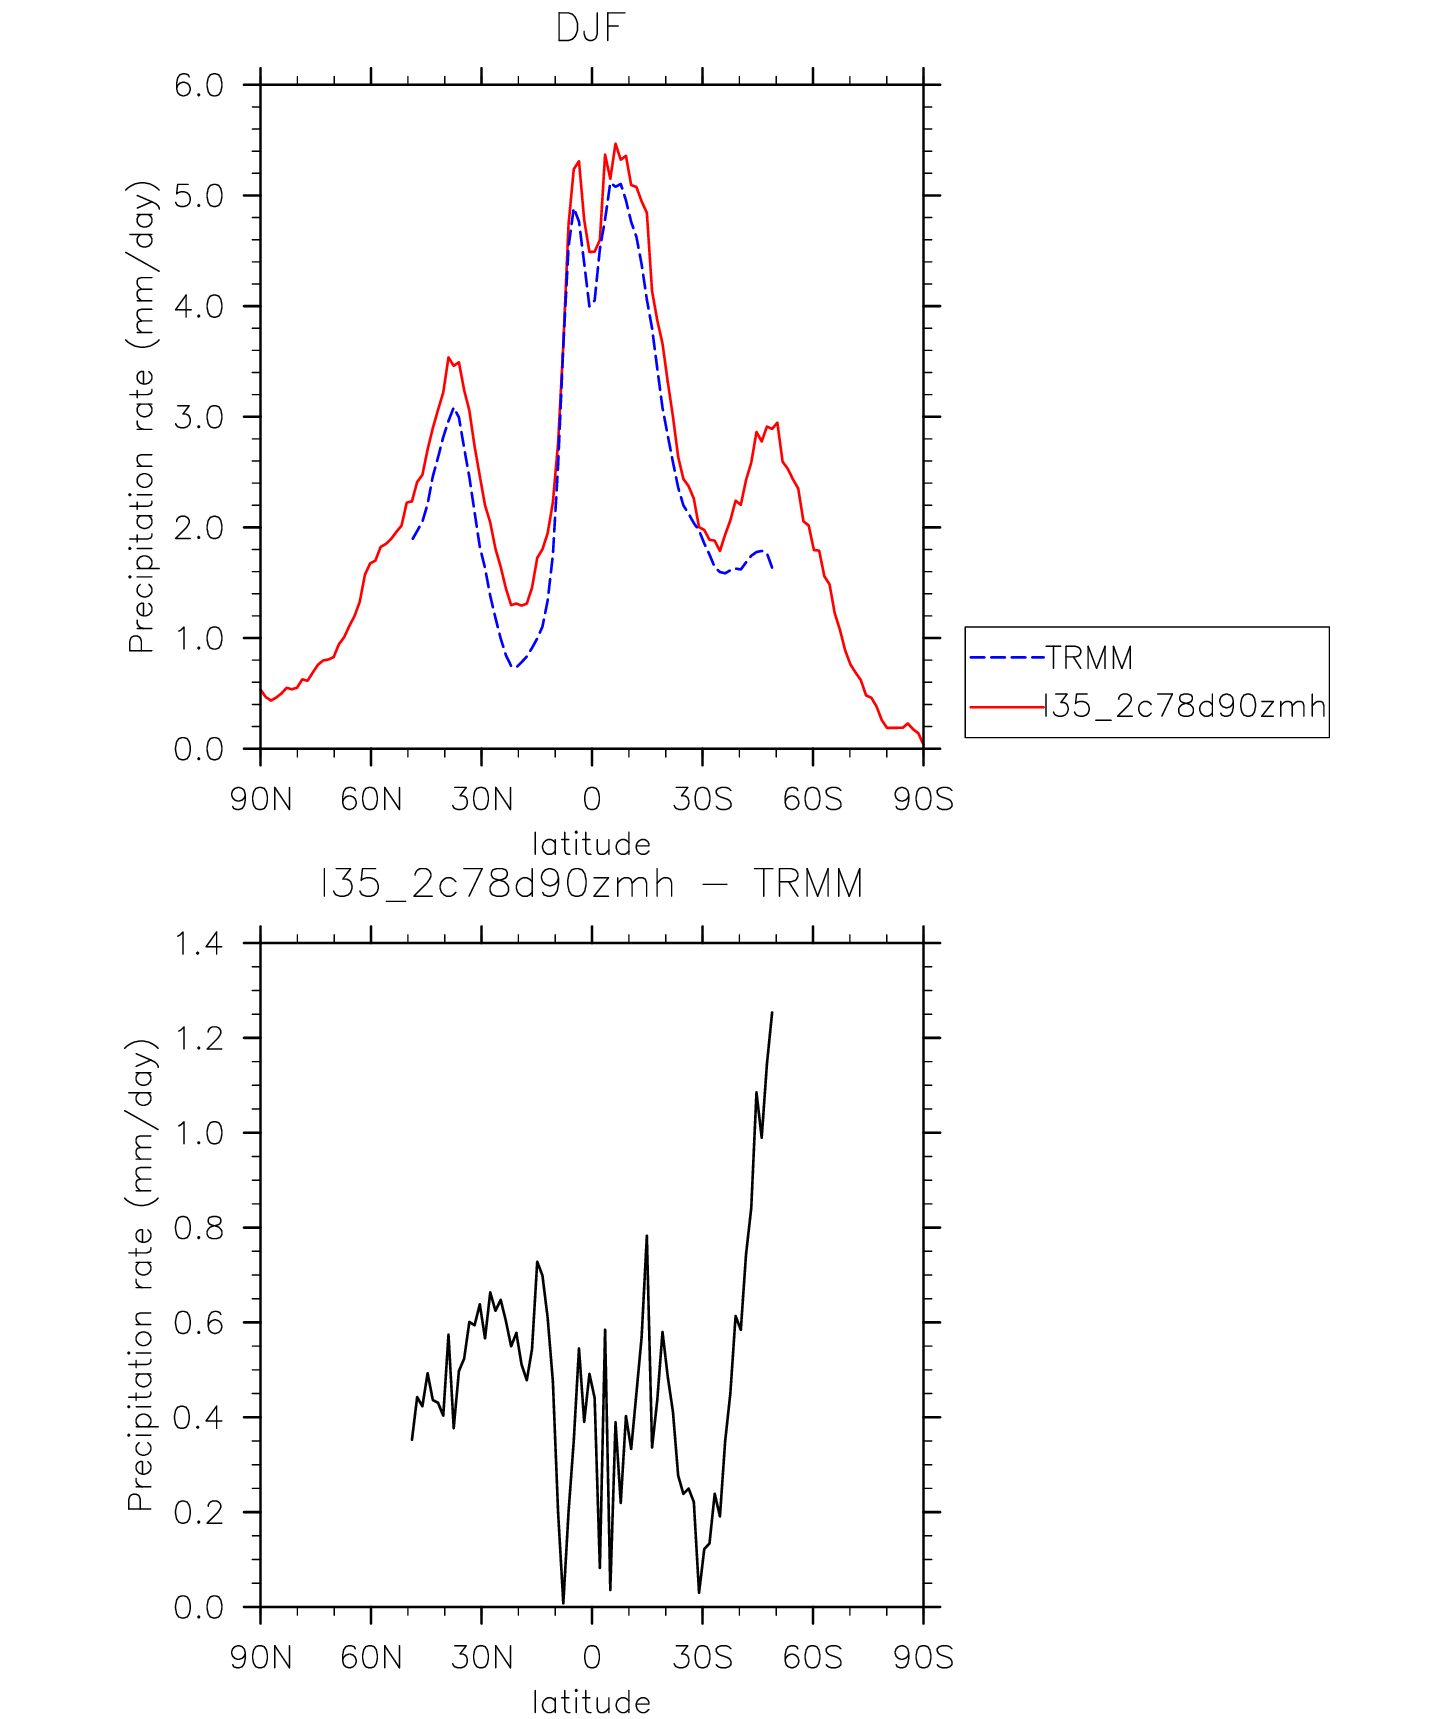 DJF
6.0
5.0
4.0
3.0
2.0
1.0
0.0
Precipitation rate (mm/day)
90N 60N 30N 0 30S 60S 90S
latitude
TRMM
I35_2c78d90zmh
I35_2c78d90zmh – TRMM
1.4
1.2
1.0
0.8
0.6
0.4
0.2
0.0
Precipitation rate (mm/day)
90N 60N 30N 0 30S 60S 90S
latitude